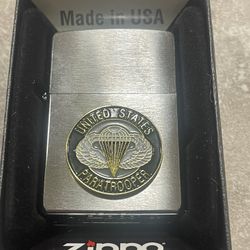 Made in USA
UNITED STATES
PARATROOPER
zippo